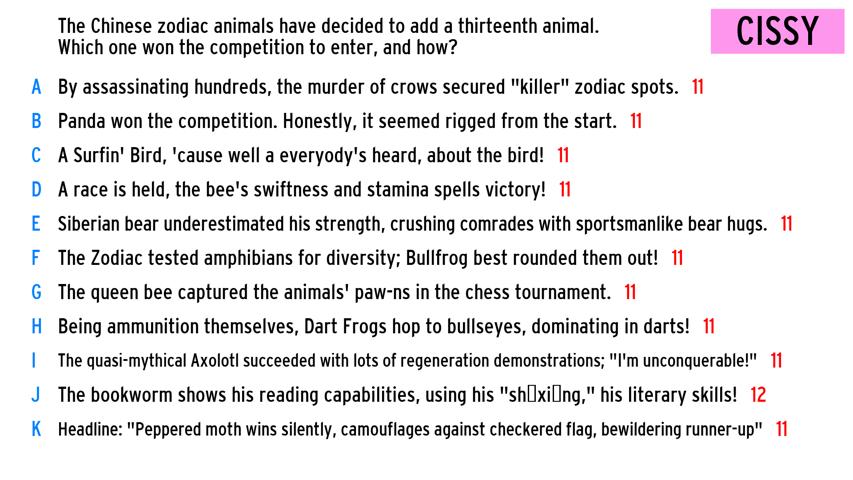 The Chinese zodiac animals have decided to add a thirteenth animal.
Which one won the competition to enter, and how?
CISSY
A By assassinating hundreds, the murder of crows secured "killer" zodiac spots. 11
B Panda won the competition. Honestly, it seemed rigged from the start. 11
C A Surfin' Bird, 'cause well a everyody's heard, about the bird! 11
D A race is held, the bee's swiftness and stamina spells victory! 11
E Siberian bear underestimated his strength, crushing comrades with sportsmanlike bear hugs. 11
F The Zodiac tested amphibians for diversity; Bullfrog best rounded them out! 11
G The queen bee captured the animals' paw-ns in the chess tournament. 11
H Being ammunition themselves, Dart Frogs hop to bullseyes, dominating in darts! 11
I The quasi-mythical Axolotl succeeded with lots of regeneration demonstrations; "I'm unconquerable!" 11
J The bookworm shows his reading capabilities, using his "sh▯xi▯ng," his literary skills! 12
K Headline: "Peppered moth wins silently, camouflages against checkered flag, bewildering runner-up" 11